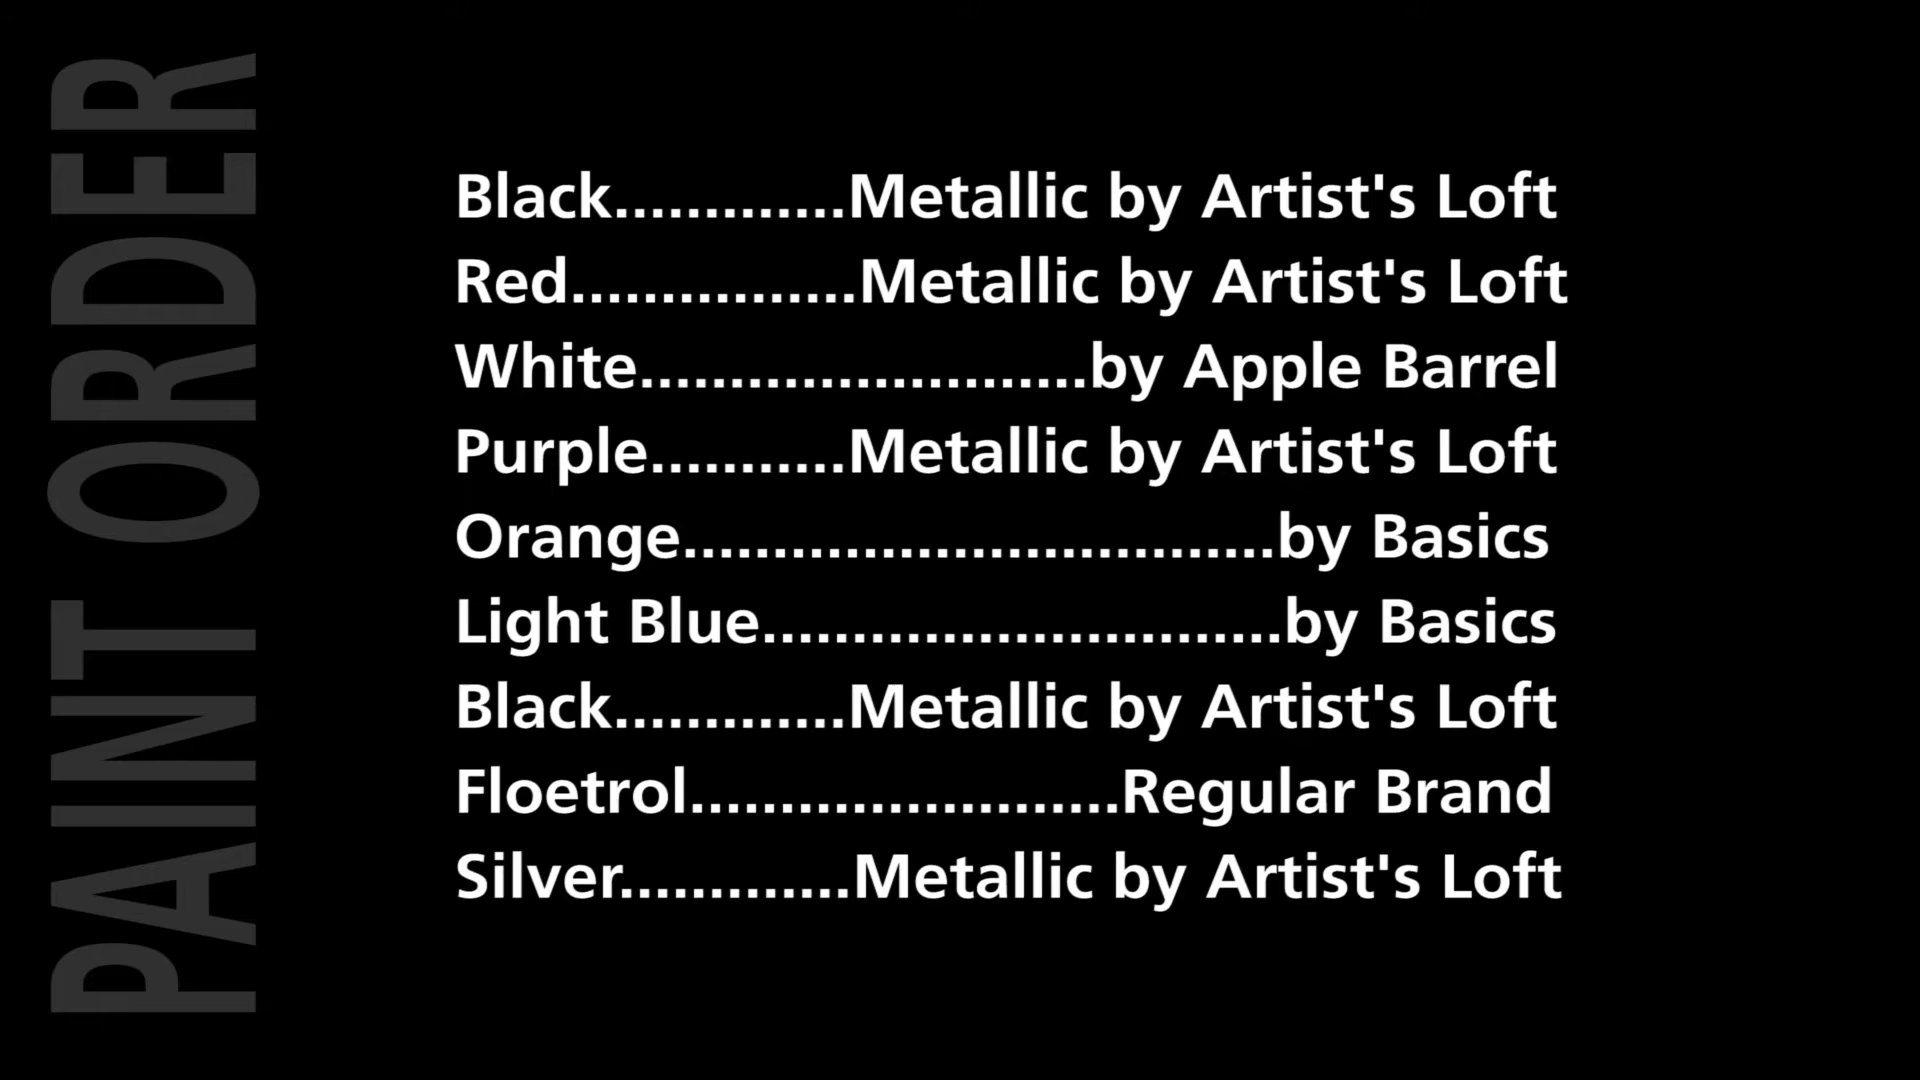 PAINT ORDER
Black.............Metallic by Artist's Loft
Red................Metallic by Artist's Loft
White.........................by Apple Barrel
Purple...........Metallic by Artist's Loft
Orange.................................by Basics
Light Blue.............................by Basics
Black.............Metallic by Artist's Loft
Floetrol........................Regular Brand
Silver.............Metallic by Artist's Loft